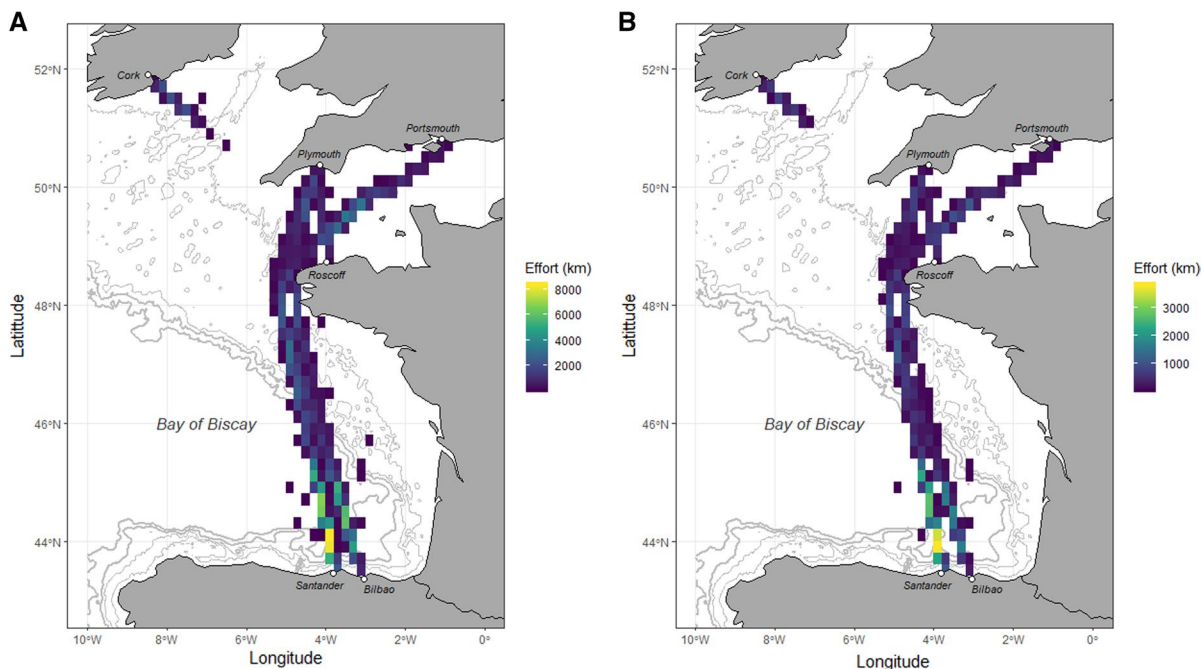 A
52°N
50°N
48°N
46°N
44°N
Latitude
10°W
8°W
6°W
4°W
2°W
0°
Longitude
Cork
Portsmouth
Plymouth
Roscoff
Bay of Biscay
Santander
Bilbao
Effort (km)
8000
6000
4000
2000
B
52°N
50°N
48°N
46°N
44°N
Latitude
10°W
8°W
6°W
4°W
2°W
0°
Longitude
Cork
Portsmouth
Plymouth
Roscoff
Bay of Biscay
Santander
Bilbao
Effort (km)
3000
2000
1000